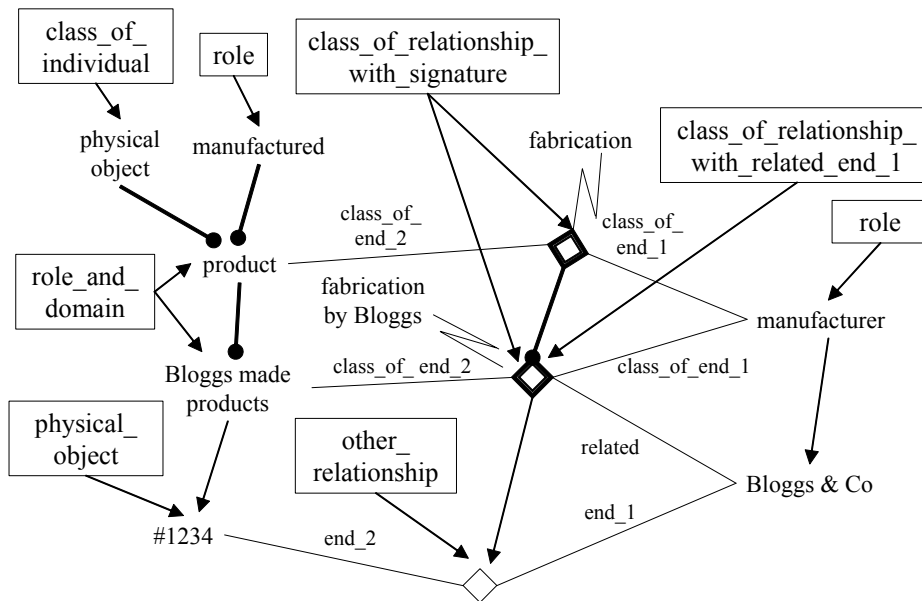 class_of_
individual
role
class_of_relationship_
with_signature
physical
object
manufactured
fabrication
class_of_relationship_
with_related_end_1
class_of_
end_2
class_of_
end_1
role
product
role_and_
domain
fabrication
by Bloggs
manufacturer
Bloggs made
products
class_of_ end_2
class_of_end_1
physical_
object
other_
relationship
related
Bloggs & Co
#1234
end_2
end_1